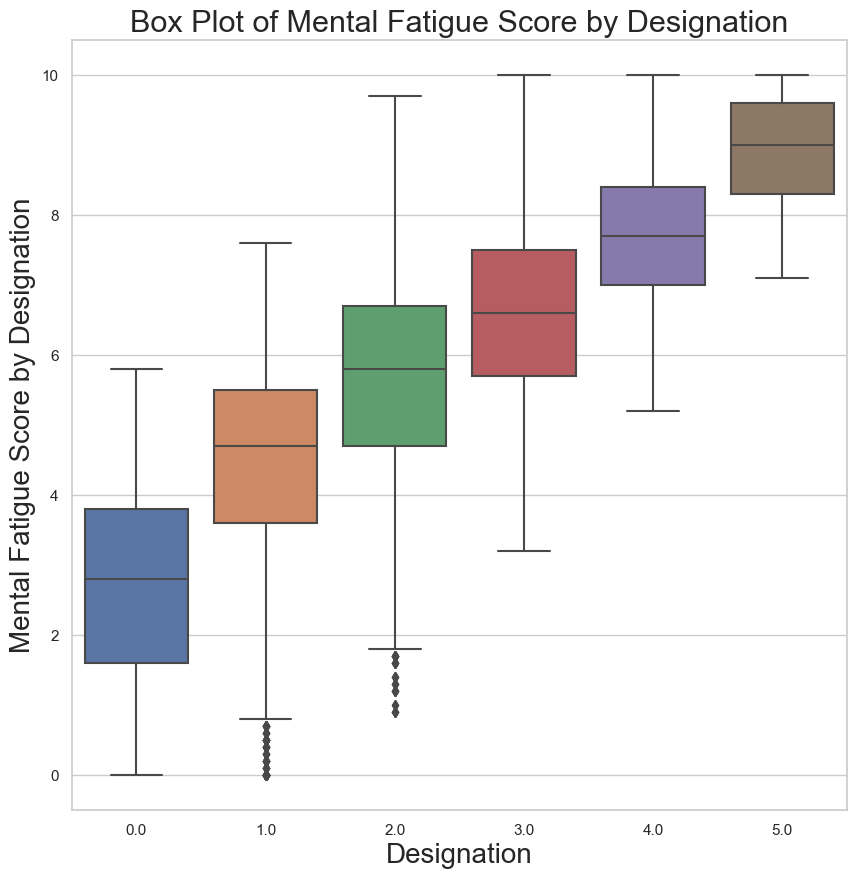 Box Plot of Mental Fatigue Score by Designation
Mental Fatigue Score by Designation
10
8
6
4
2
0
0.0 1.0 2.0 3.0 4.0 5.0
Designation